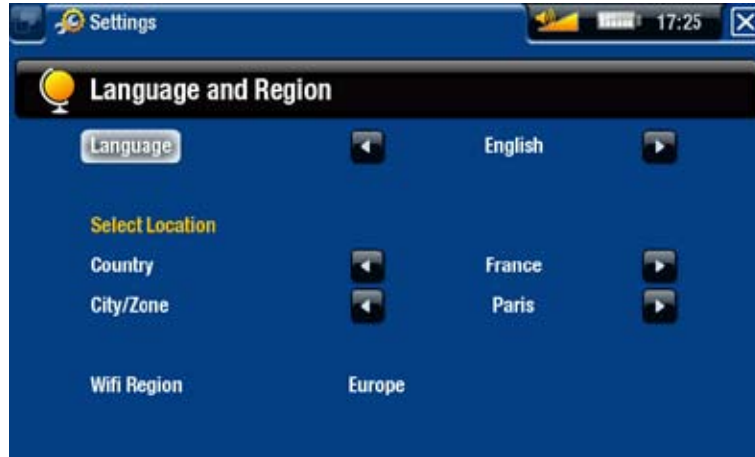 Settings 17:25
Language and Region
Language English
Select Location
Country France
City/Zone Paris
Wifi Region Europe